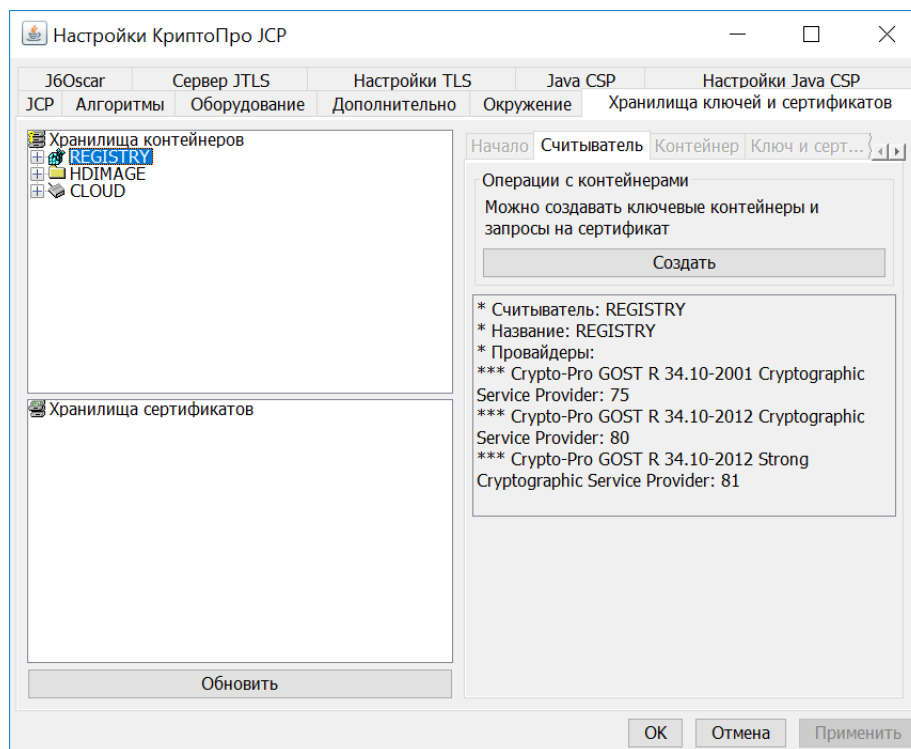 Настройки КриптоПро JCP
J6Oscar Сервер JTLS Настройки TLS Java CSP Настройки Java CSP
JCP Алгоритмы Оборудование Дополнительно Окружение Хранилища ключей и сертификатов
Хранилища контейнеров
REGISTRY
HDIMAGE
CLOUD
Хранилища сертификатов
Обновить
Начало Считыватель Контейнер Ключ и серт...
Операции с контейнерами
Можно создавать ключевые контейнеры и
запросы на сертификат
Создать
* Считыватель: REGISTRY
* Название: REGISTRY
* Провайдеры:
*** Crypto-Pro GOST R 34.10-2001 Cryptographic
Service Provider: 75
*** Crypto-Pro GOST R 34.10-2012 Cryptographic
Service Provider: 80
*** Crypto-Pro GOST R 34.10-2012 Strong
Cryptographic Service Provider: 81
OK Отмена Применить